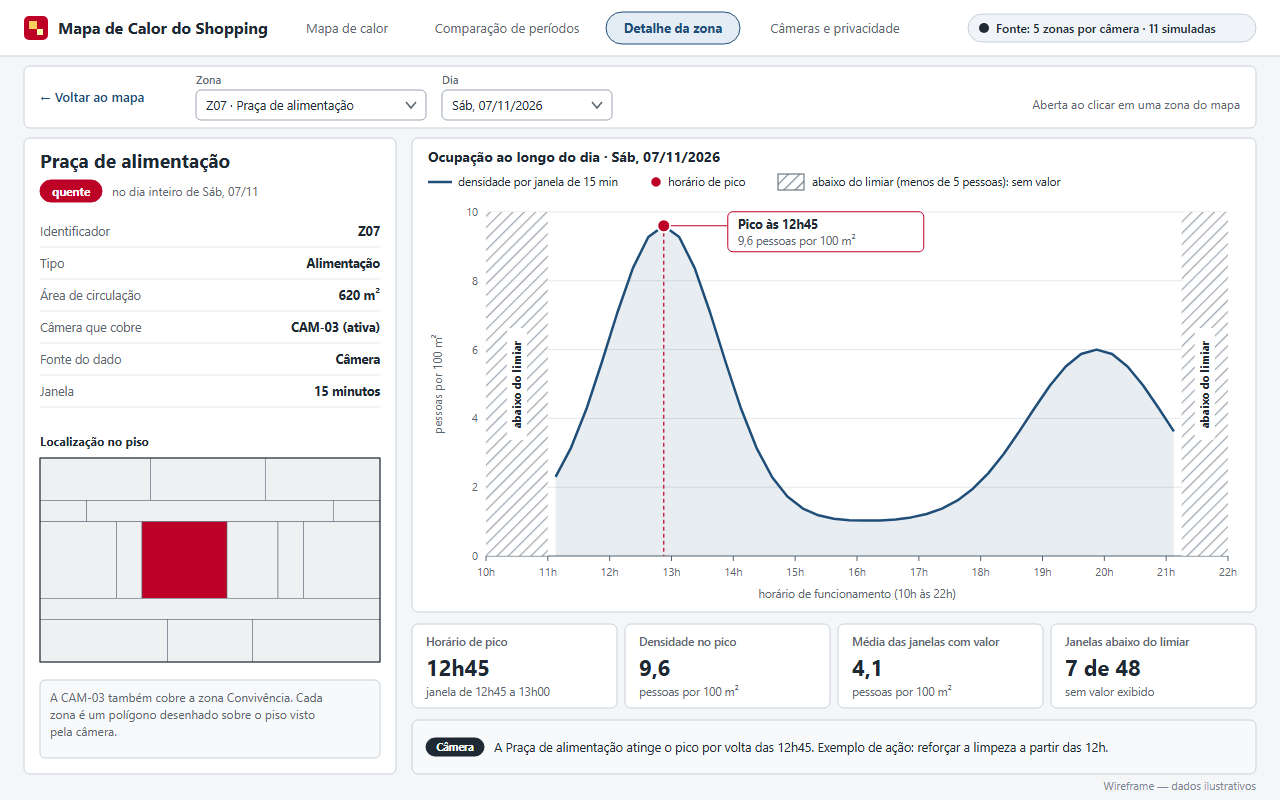 Mapa de Calor do Shopping
Mapa de calor
Comparação de períodos
Detalhe da zona
Câmeras e privacidade
Fonte: 5 zonas por câmera · 11 simuladas
← Voltar ao mapa
Zona
Z07 · Praça de alimentação
Dia
Sáb, 07/11/2026
Aberta ao clicar em uma zona do mapa
Praça de alimentação
quente
no dia inteiro de Sáb, 07/11
Identificador
Z07
Tipo
Alimentação
Área de circulação
620 m²
Câmera que cobre
CAM-03 (ativa)
Fonte do dado
Câmera
Janela
15 minutos
Localização no piso
A CAM-03 também cobre a zona Convivência. Cada
zona é um polígono desenhado sobre o piso visto
pela câmera.
Ocupação ao longo do dia · Sáb, 07/11/2026
densidade por janela de 15 min
horário de pico
abaixo do limiar (menos de 5 pessoas): sem valor
pessoas por 100 m²
10
8
6
4
2
0
abaixo do limiar
Pico às 12h45
9,6 pessoas por 100 m²
abaixo do limiar
10h
11h
12h
13h
14h
15h
16h
17h
18h
19h
20h
21h
22h
horário de funcionamento (10h às 22h)
Horário de pico
12h45
janela de 12h45 a 13h00
Densidade no pico
9,6
pessoas por 100 m²
Média das janelas com valor
4,1
pessoas por 100 m²
Janelas abaixo do limiar
7 de 48
sem valor exibido
Câmera
A Praça de alimentação atinge o pico por volta das 12h45. Exemplo de ação: reforçar a limpeza a partir das 12h.
Wireframe — dados ilustrativos